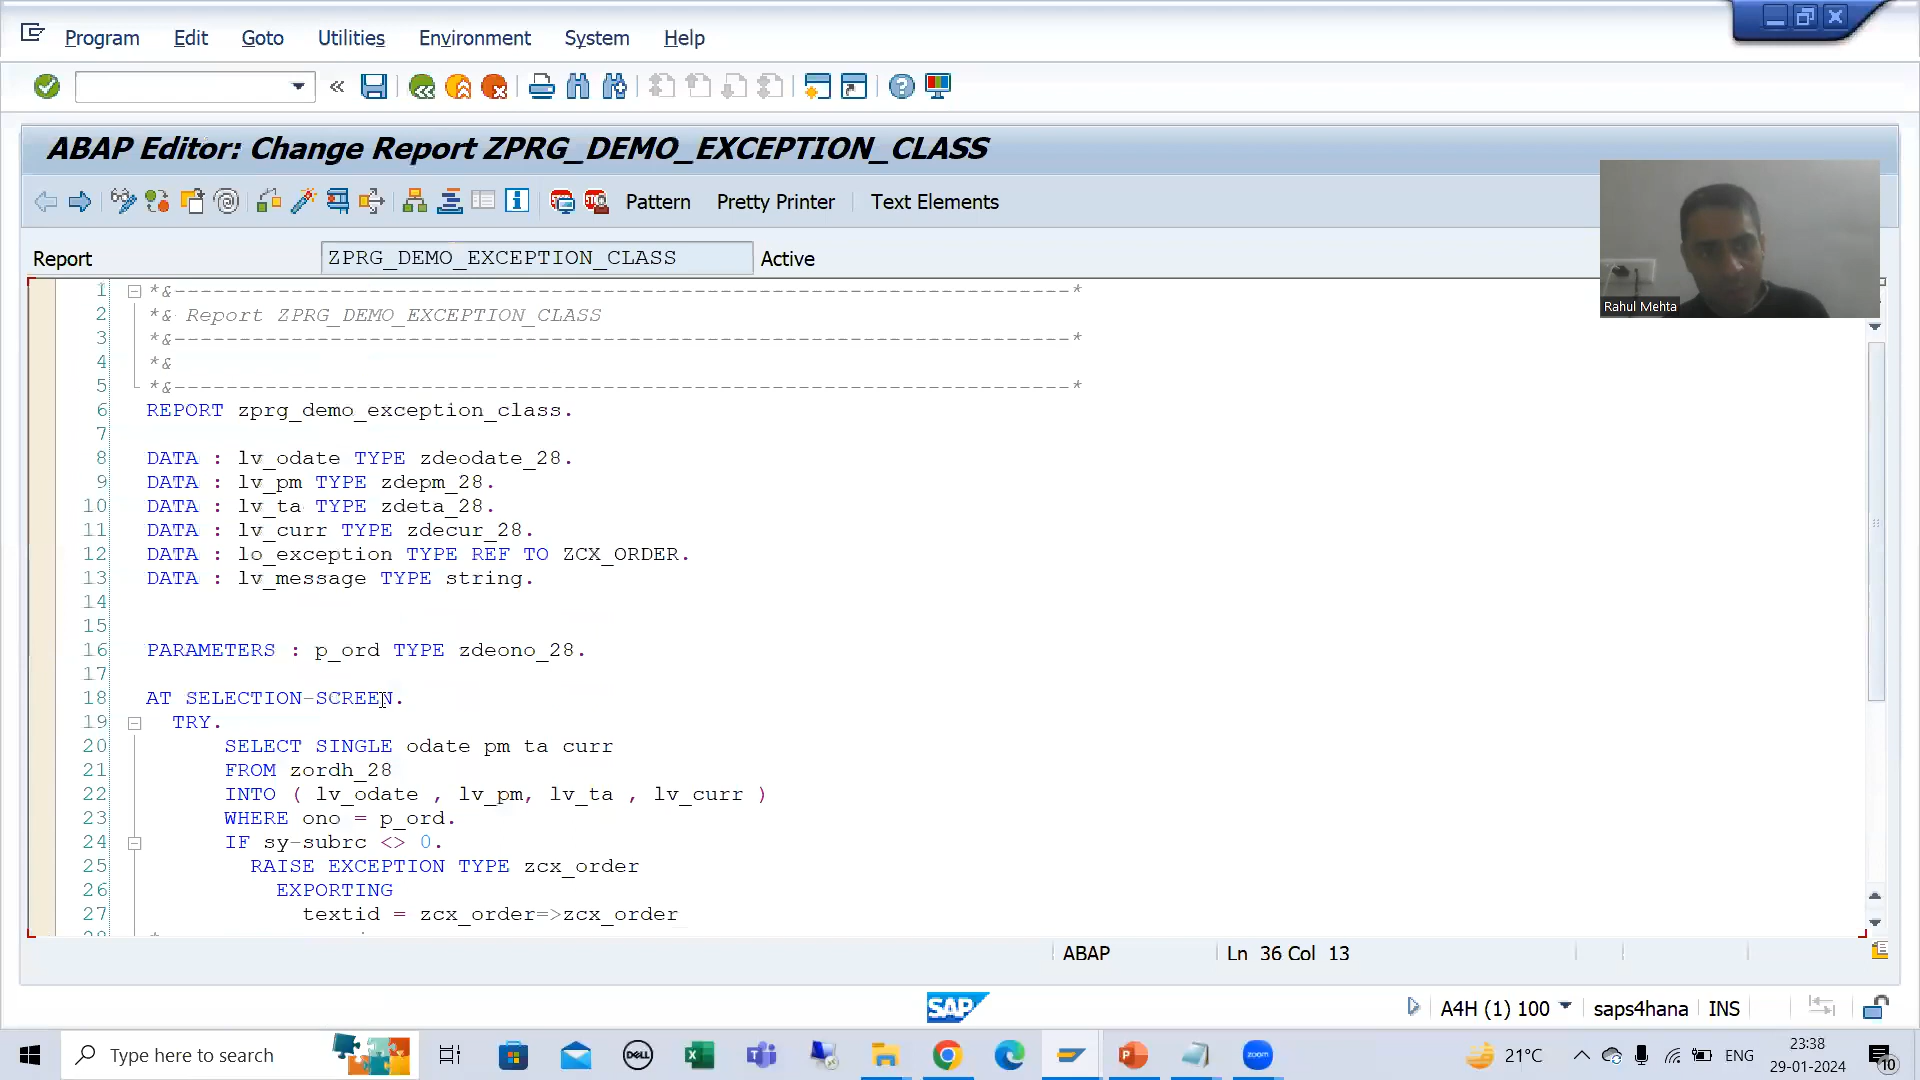 Program Edit Goto Utilities Environment System Help
ABAP Editor: Change Report ZPRG_DEMO_EXCEPTION_CLASS
Pattern Pretty Printer Text Elements
Report ZPRG_DEMO_EXCEPTION_CLASS Active
Rahul Mehta
1 *&---------------------------------------------------------------------*
2 *& Report ZPRG_DEMO_EXCEPTION_CLASS
3 *&---------------------------------------------------------------------*
4 *&
5 *&---------------------------------------------------------------------*
6 REPORT zprg_demo_exception_class.
7
8 DATA : lv_odate TYPE zdeodate_28.
9 DATA : lv_pm TYPE zdepm_28.
10 DATA : lv_ta TYPE zdeta_28.
11 DATA : lv_curr TYPE zdecur_28.
12 DATA : lo_exception TYPE REF TO ZCX_ORDER.
13 DATA : lv_message TYPE string.
14
15
16 PARAMETERS : p_ord TYPE zdeono_28.
17
18 AT SELECTION-SCREEN.
19 TRY.
20 SELECT SINGLE odate pm ta curr
21 FROM zordh_28
22 INTO ( lv_odate , lv_pm, lv_ta , lv_curr )
23 WHERE ono = p_ord.
24 IF sy-subrc <> 0.
25 RAISE EXCEPTION TYPE zcx_order
26 EXPORTING
27 textid = zcx_order=>zcx_order
ABAP Ln 36 Col 13
SAP
A4H (1) 100 saps4hana INS
Type here to search
DELL
zoom
21°C ENG
23:38
29-01-2024
10